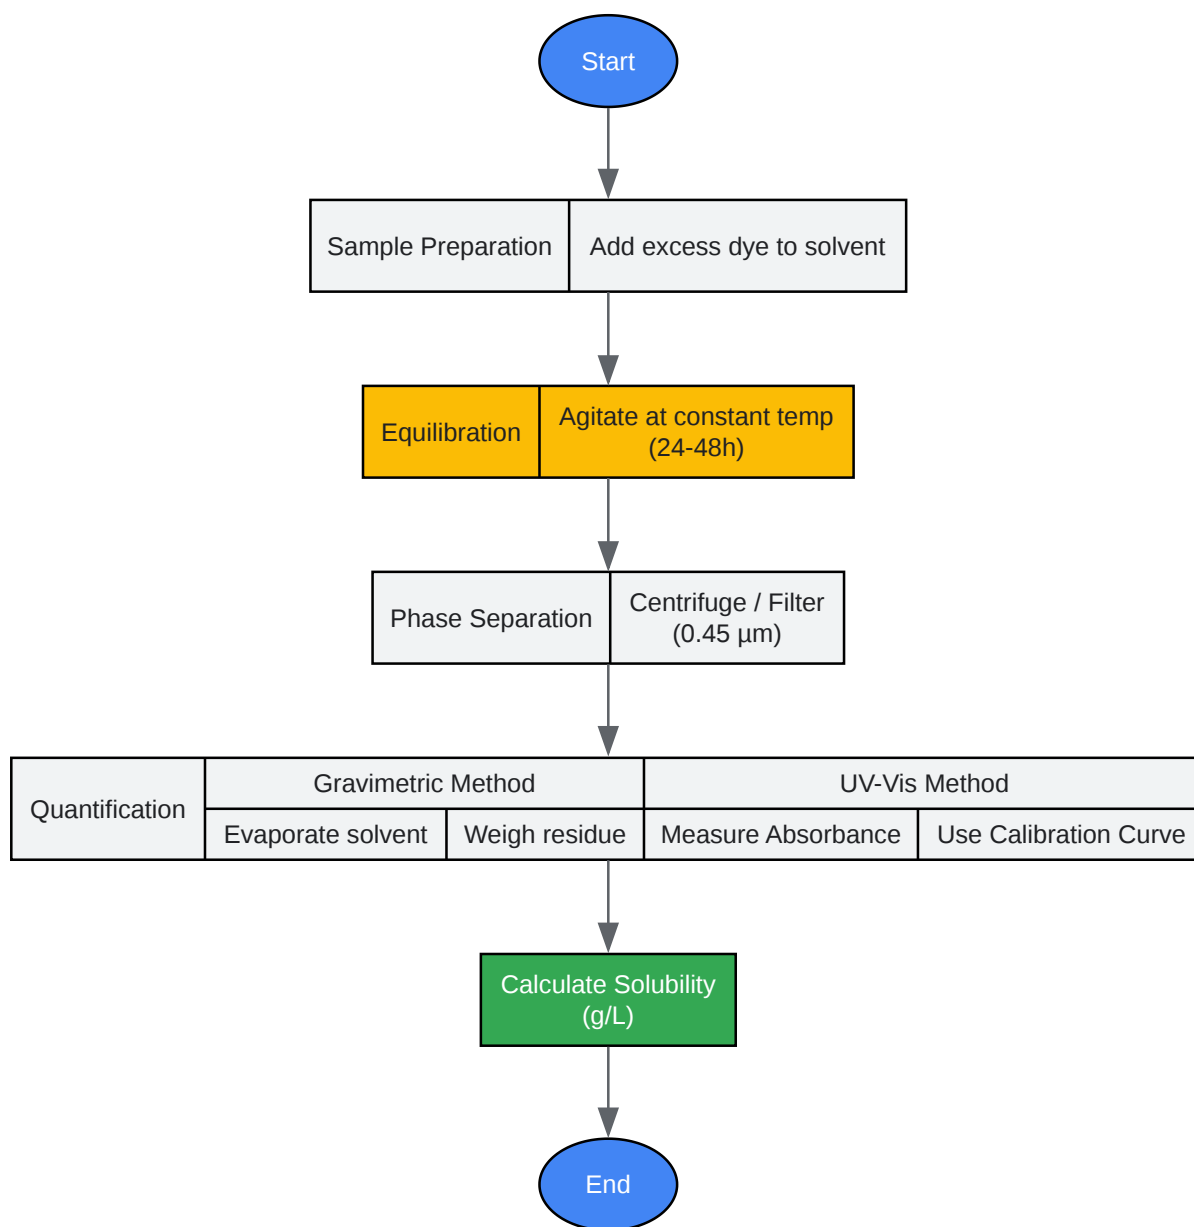 Start
Sample Preparation
Add excess dye to solvent
Equilibration
Agitate at constant temp
(24-48h)
Phase Separation
Centrifuge / Filter
(0.45 µm)
Quantification
Gravimetric Method
UV-Vis Method
Evaporate solvent
Weigh residue
Measure Absorbance
Use Calibration Curve
Calculate Solubility
(g/L)
End